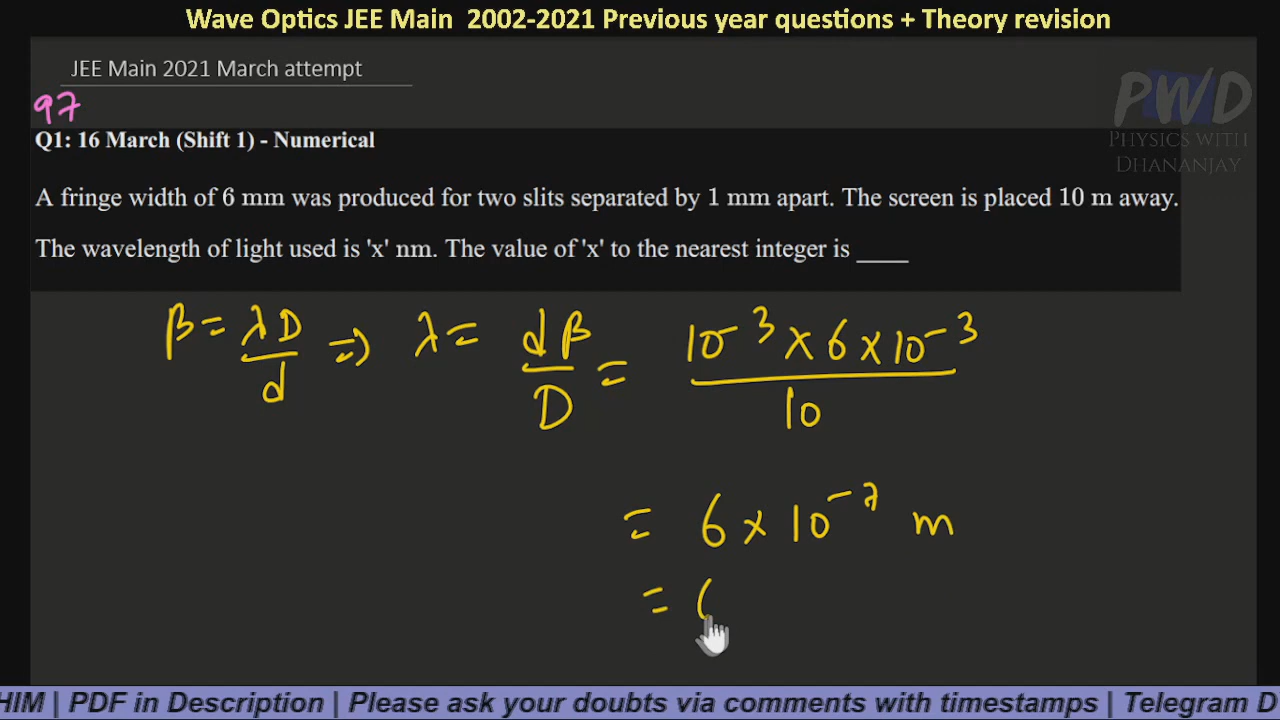 Wave Optics JEE Main 2002-2021 Previous year questions + Theory revision
JEE Main 2021 March attempt
PWD
PHYSICS WITH
DHANANJAY
97
Q1: 16 March (Shift 1) - Numerical
A fringe width of 6 mm was produced for two slits separated by 1 mm apart. The screen is placed 10 m away.
The wavelength of light used is 'x' nm. The value of 'x' to the nearest integer is ____
β = λD/d ⇒ λ = dβ/D = 10⁻³ × 6 × 10⁻³/10
= 6 × 10⁻⁷ m
=
HIM | PDF in Description | Please ask your doubts via comments with timestamps | Telegram D